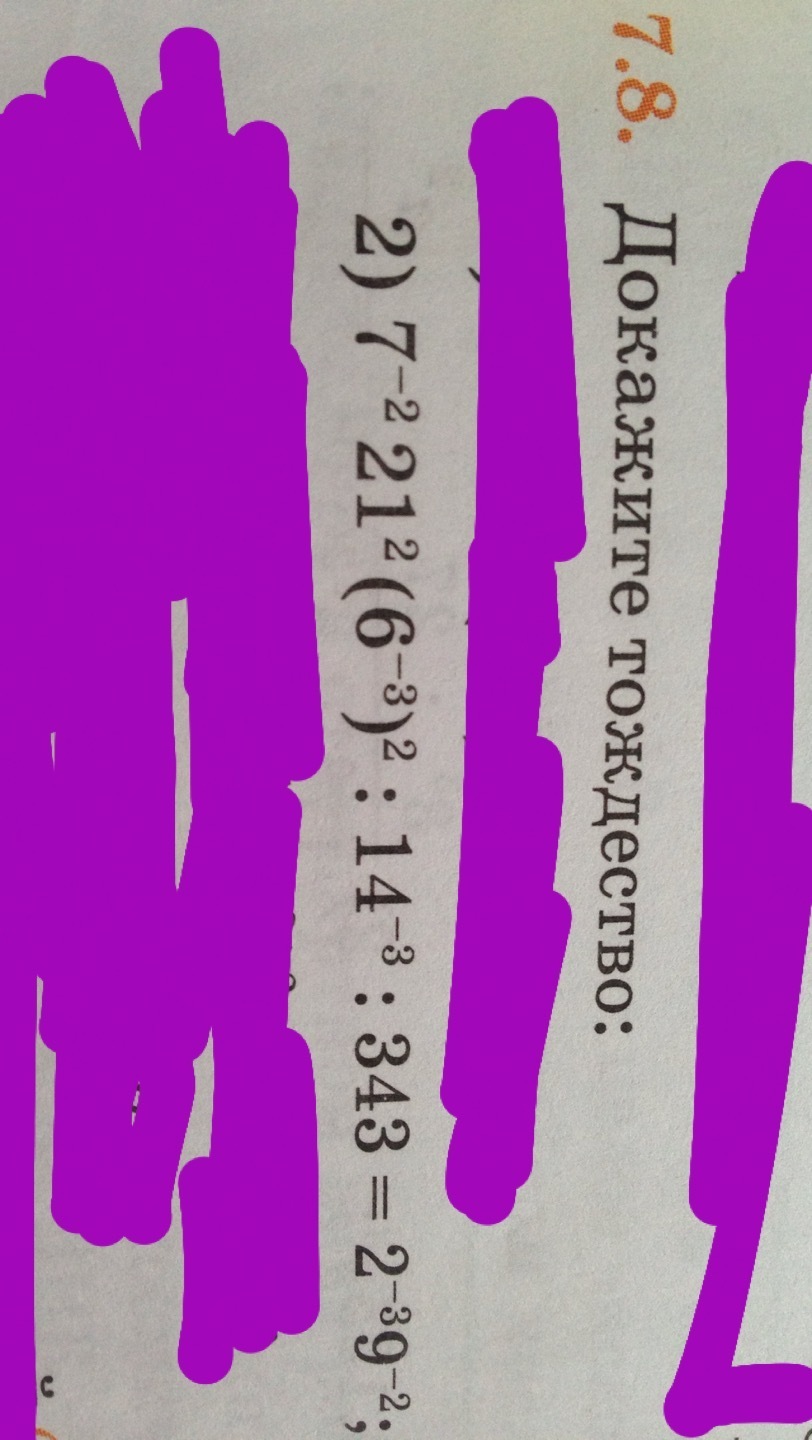 7.8. Докажите тождество:
2) 7⁻² 21² (6⁻³)² : 14⁻³ : 343 = 2⁻³9⁻²;